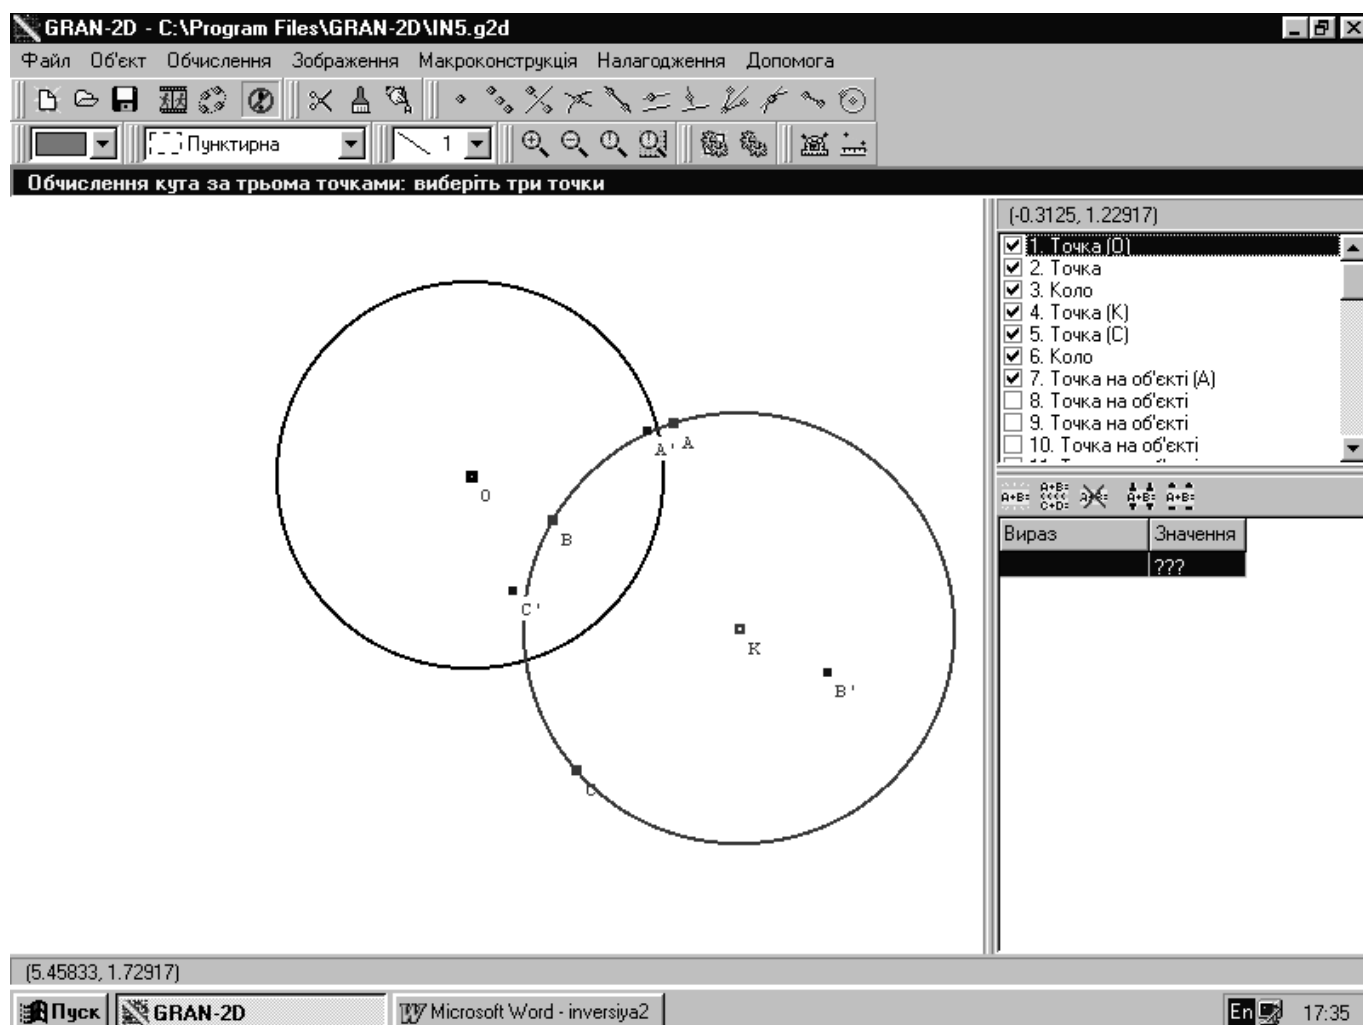 GRAN-2D - C:\Program Files\GRAN-2D\IN5.g2d
Файл Об'єкт Обчислення Зображення Макроконструкція Налагодження Допомога
Пунктирна 1
Обчислення кута за трьома точками: виберіть три точки
(-0.3125, 1.22917)
1. Точка (O)
2. Точка
3. Коло
4. Точка (K)
5. Точка (C)
6. Коло
7. Точка на об'єкті (A)
8. Точка на об'єкті
9. Точка на об'єкті
10. Точка на об'єкті
A' A
O
B
C'
K
B'
C
Вираз Значення
???
(5.45833, 1.72917)
Пуск GRAN-2D Microsoft Word - inversiya2 En 17:35